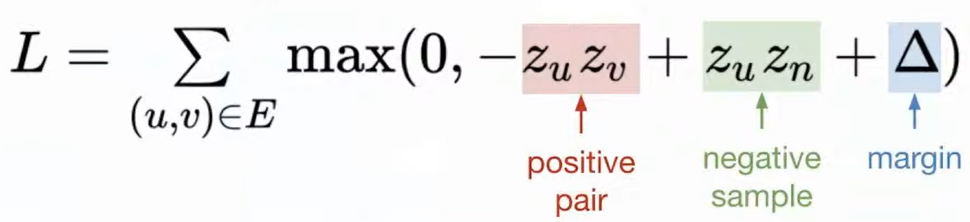 L = ∑ max(0, −z_u z_v + z_u z_n + Δ)
(u,v)∈E
positive pair
negative sample
margin